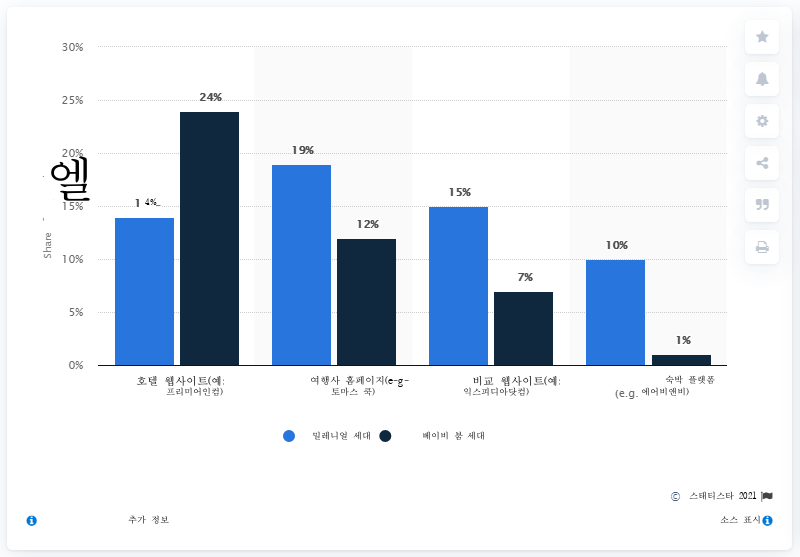 30%
25%
20%
15%
10%
5%
0%
엘
Share
1 4%
24%
19%
12%
15%
7%
10%
1%
호텔 웹사이트(예:
프리미어인컴)
여행사 홈페이지(e-g-
토마스 쿡)
비교 웹사이트(예:
익스피디아닷컴)
숙박 플랫폼
(e.g. 에어비앤비)
밀레니얼 세대
베이비 붐 세대
© 스태티스타 2021
추가 정보
소스 표시